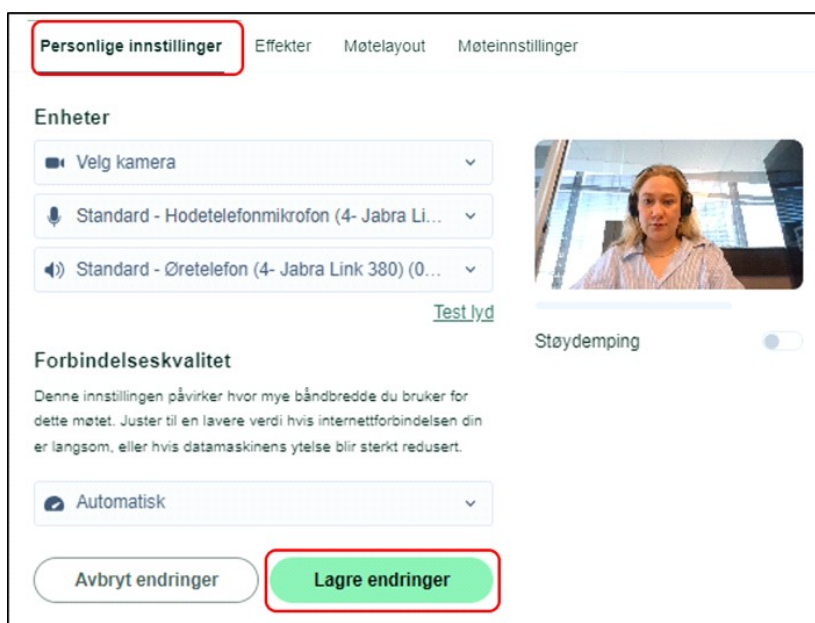 Personlige innstillinger Effekter Møtelayout Møteinnstillinger
Enheter
Velg kamera
Standard - Hodetelefonmikrofon (4- Jabra Li...
Standard - Øretelefon (4- Jabra Link 380) (0...
Test lyd
Støydemping
Forbindelseskvalitet
Denne innstillingen påvirker hvor mye båndbredde du bruker for
dette møtet. Juster til en lavere verdi hvis internettforbindelsen din
er langsom, eller hvis datamaskinens ytelse blir sterkt redusert.
Automatisk
Avbryt endringer Lagre endringer